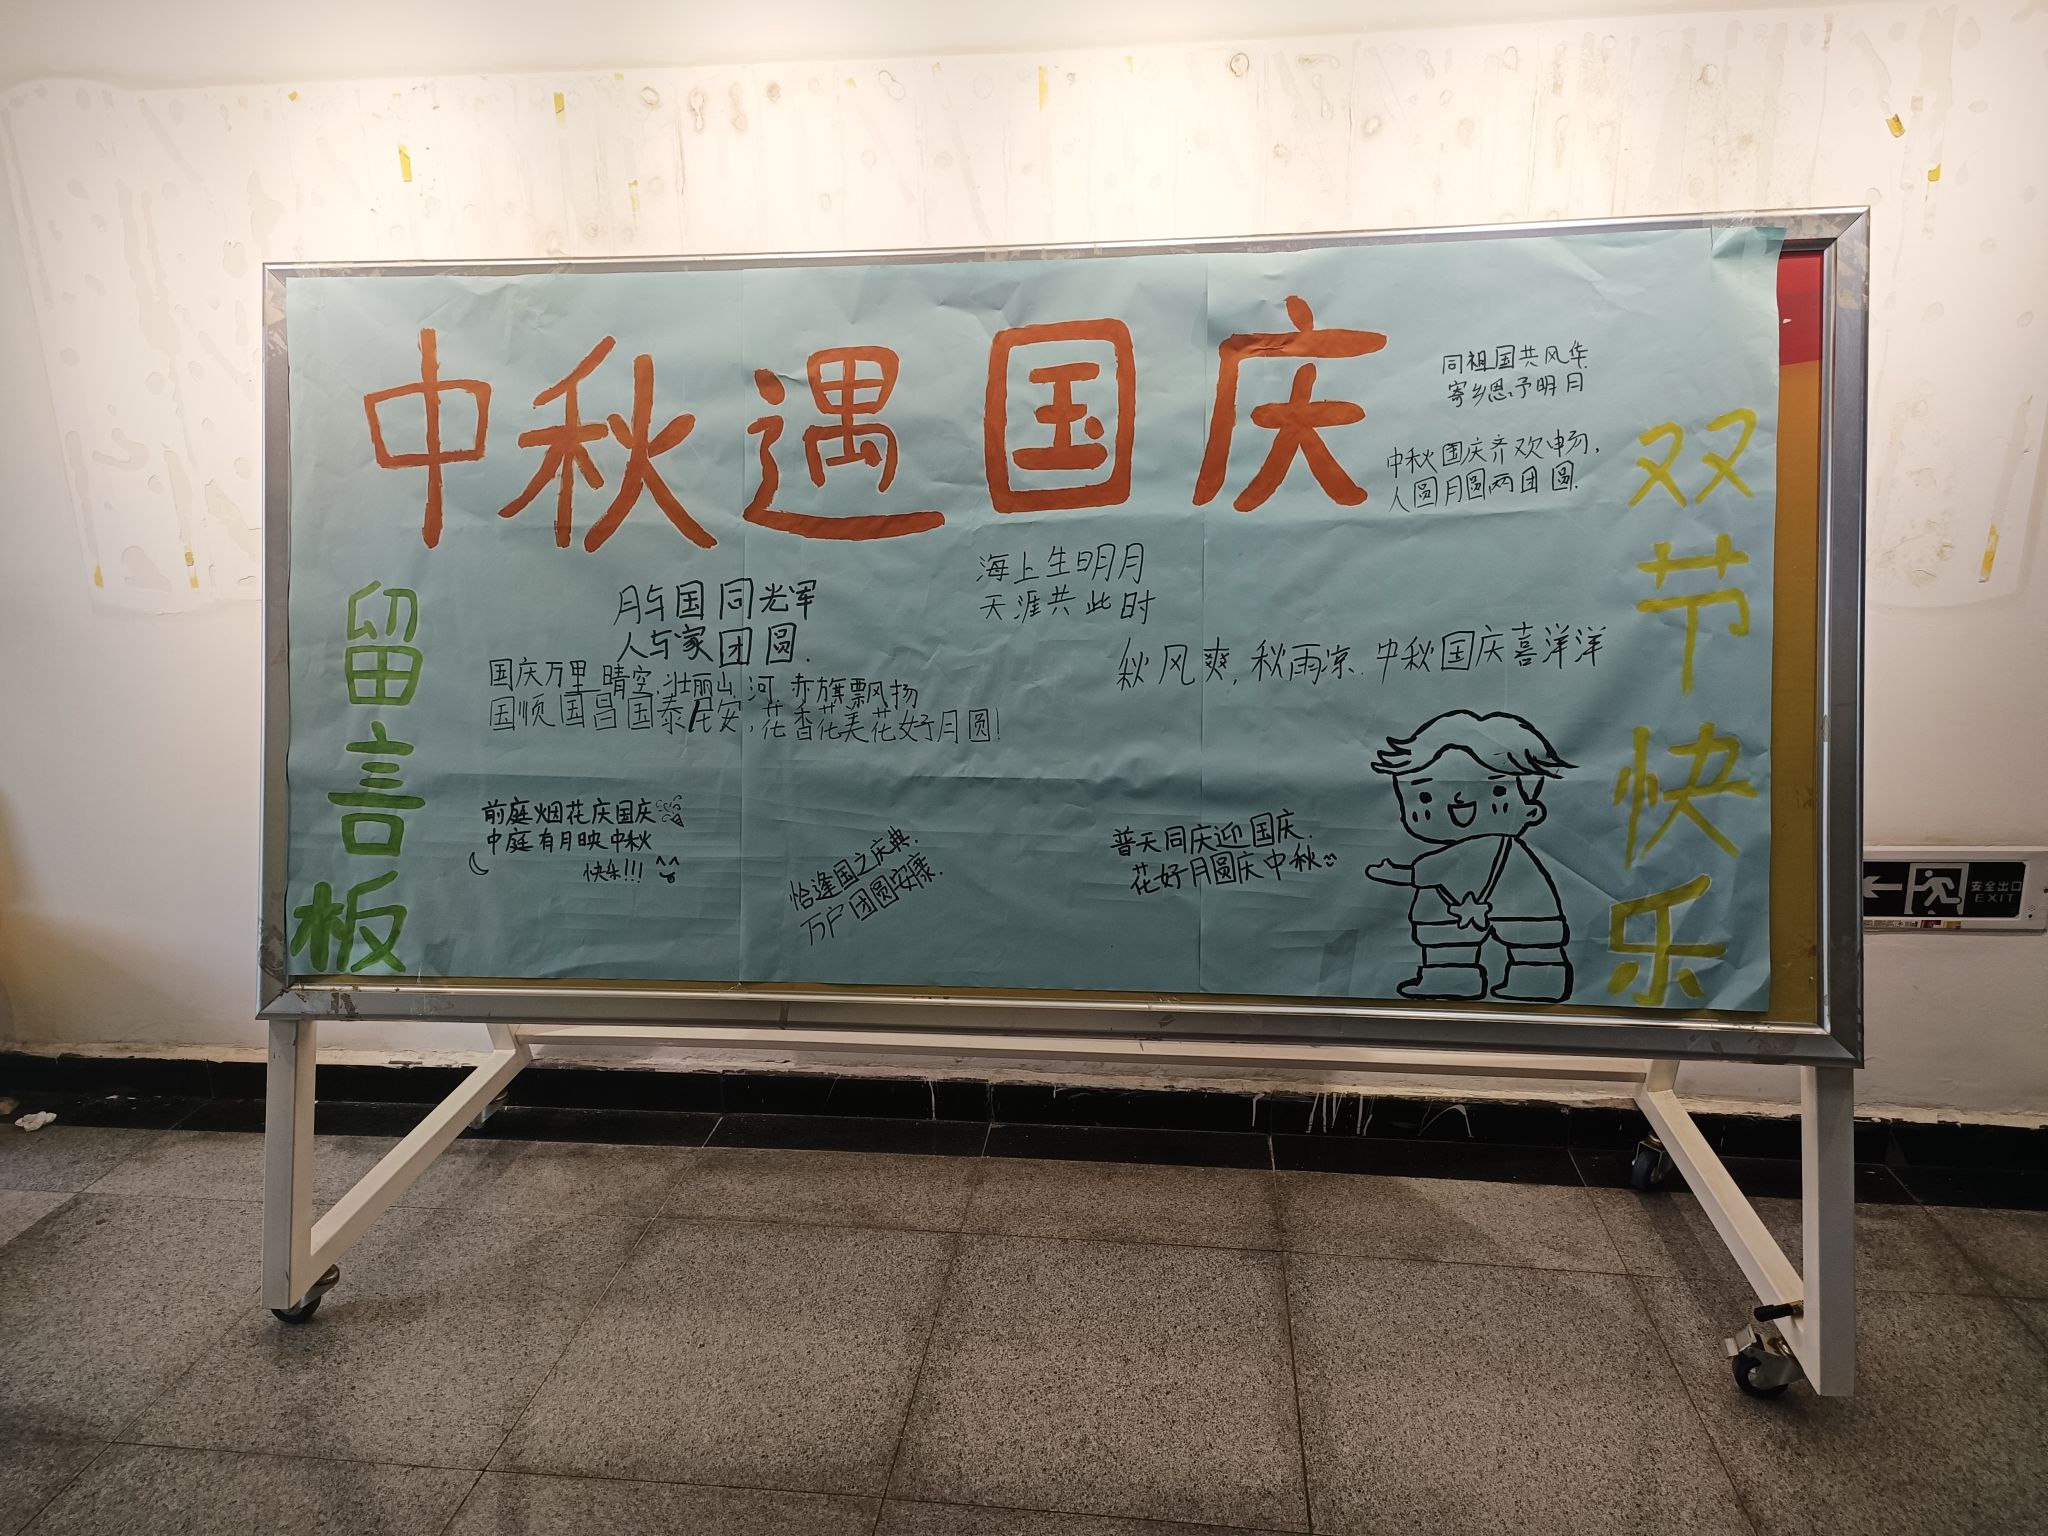 中秋遇国庆
同祖国共风华
寄乡思予明月
中秋国庆齐欢畅，
人圆月圆两团圆.
双节快乐
留言板
海上生明月
天涯共此时
月与国同光军
人与家团圆.
秋风爽，秋雨凉.中秋国庆喜洋洋
国庆万里晴空，壮丽山河 赤旗飘风扬
国顺国昌国泰民安，花香花美花好月圆！
前庭烟花庆国庆
中庭有月映中秋
快乐!!!
恰逢国之庆典.
万户团圆安康.
普天同庆迎国庆.
花好月圆庆中秋
安全出口
EXIT